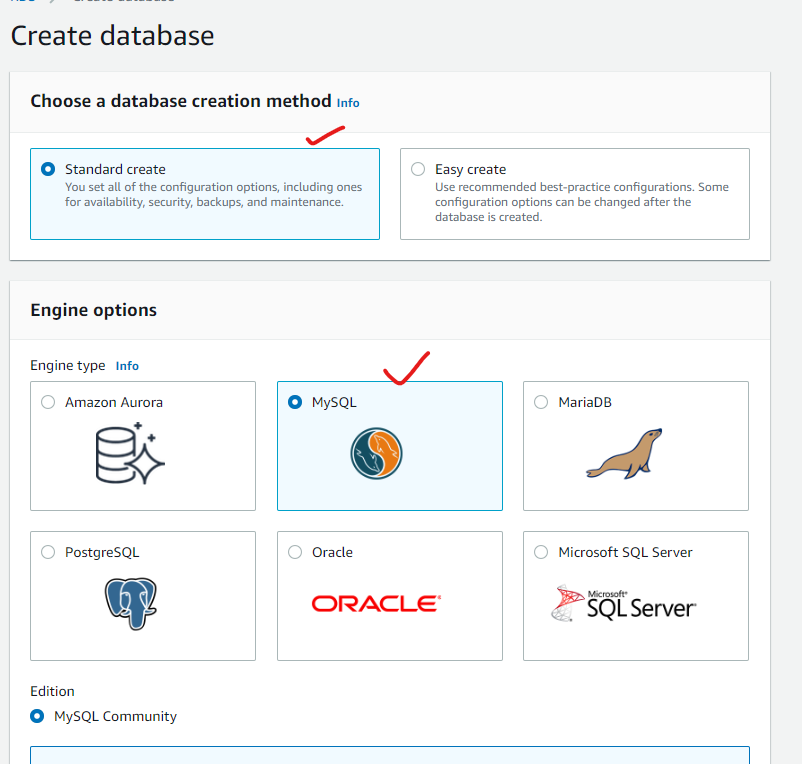 Create database
Choose a database creation method Info
Standard create
You set all of the configuration options, including ones
for availability, security, backups, and maintenance.
Easy create
Use recommended best-practice configurations. Some
configuration options can be changed after the
database is created.
Engine options
Engine type Info
Amazon Aurora
MySQL
MariaDB
PostgreSQL
Oracle
ORACLE
Microsoft SQL Server
Microsoft®
SQL Server
Edition
MySQL Community